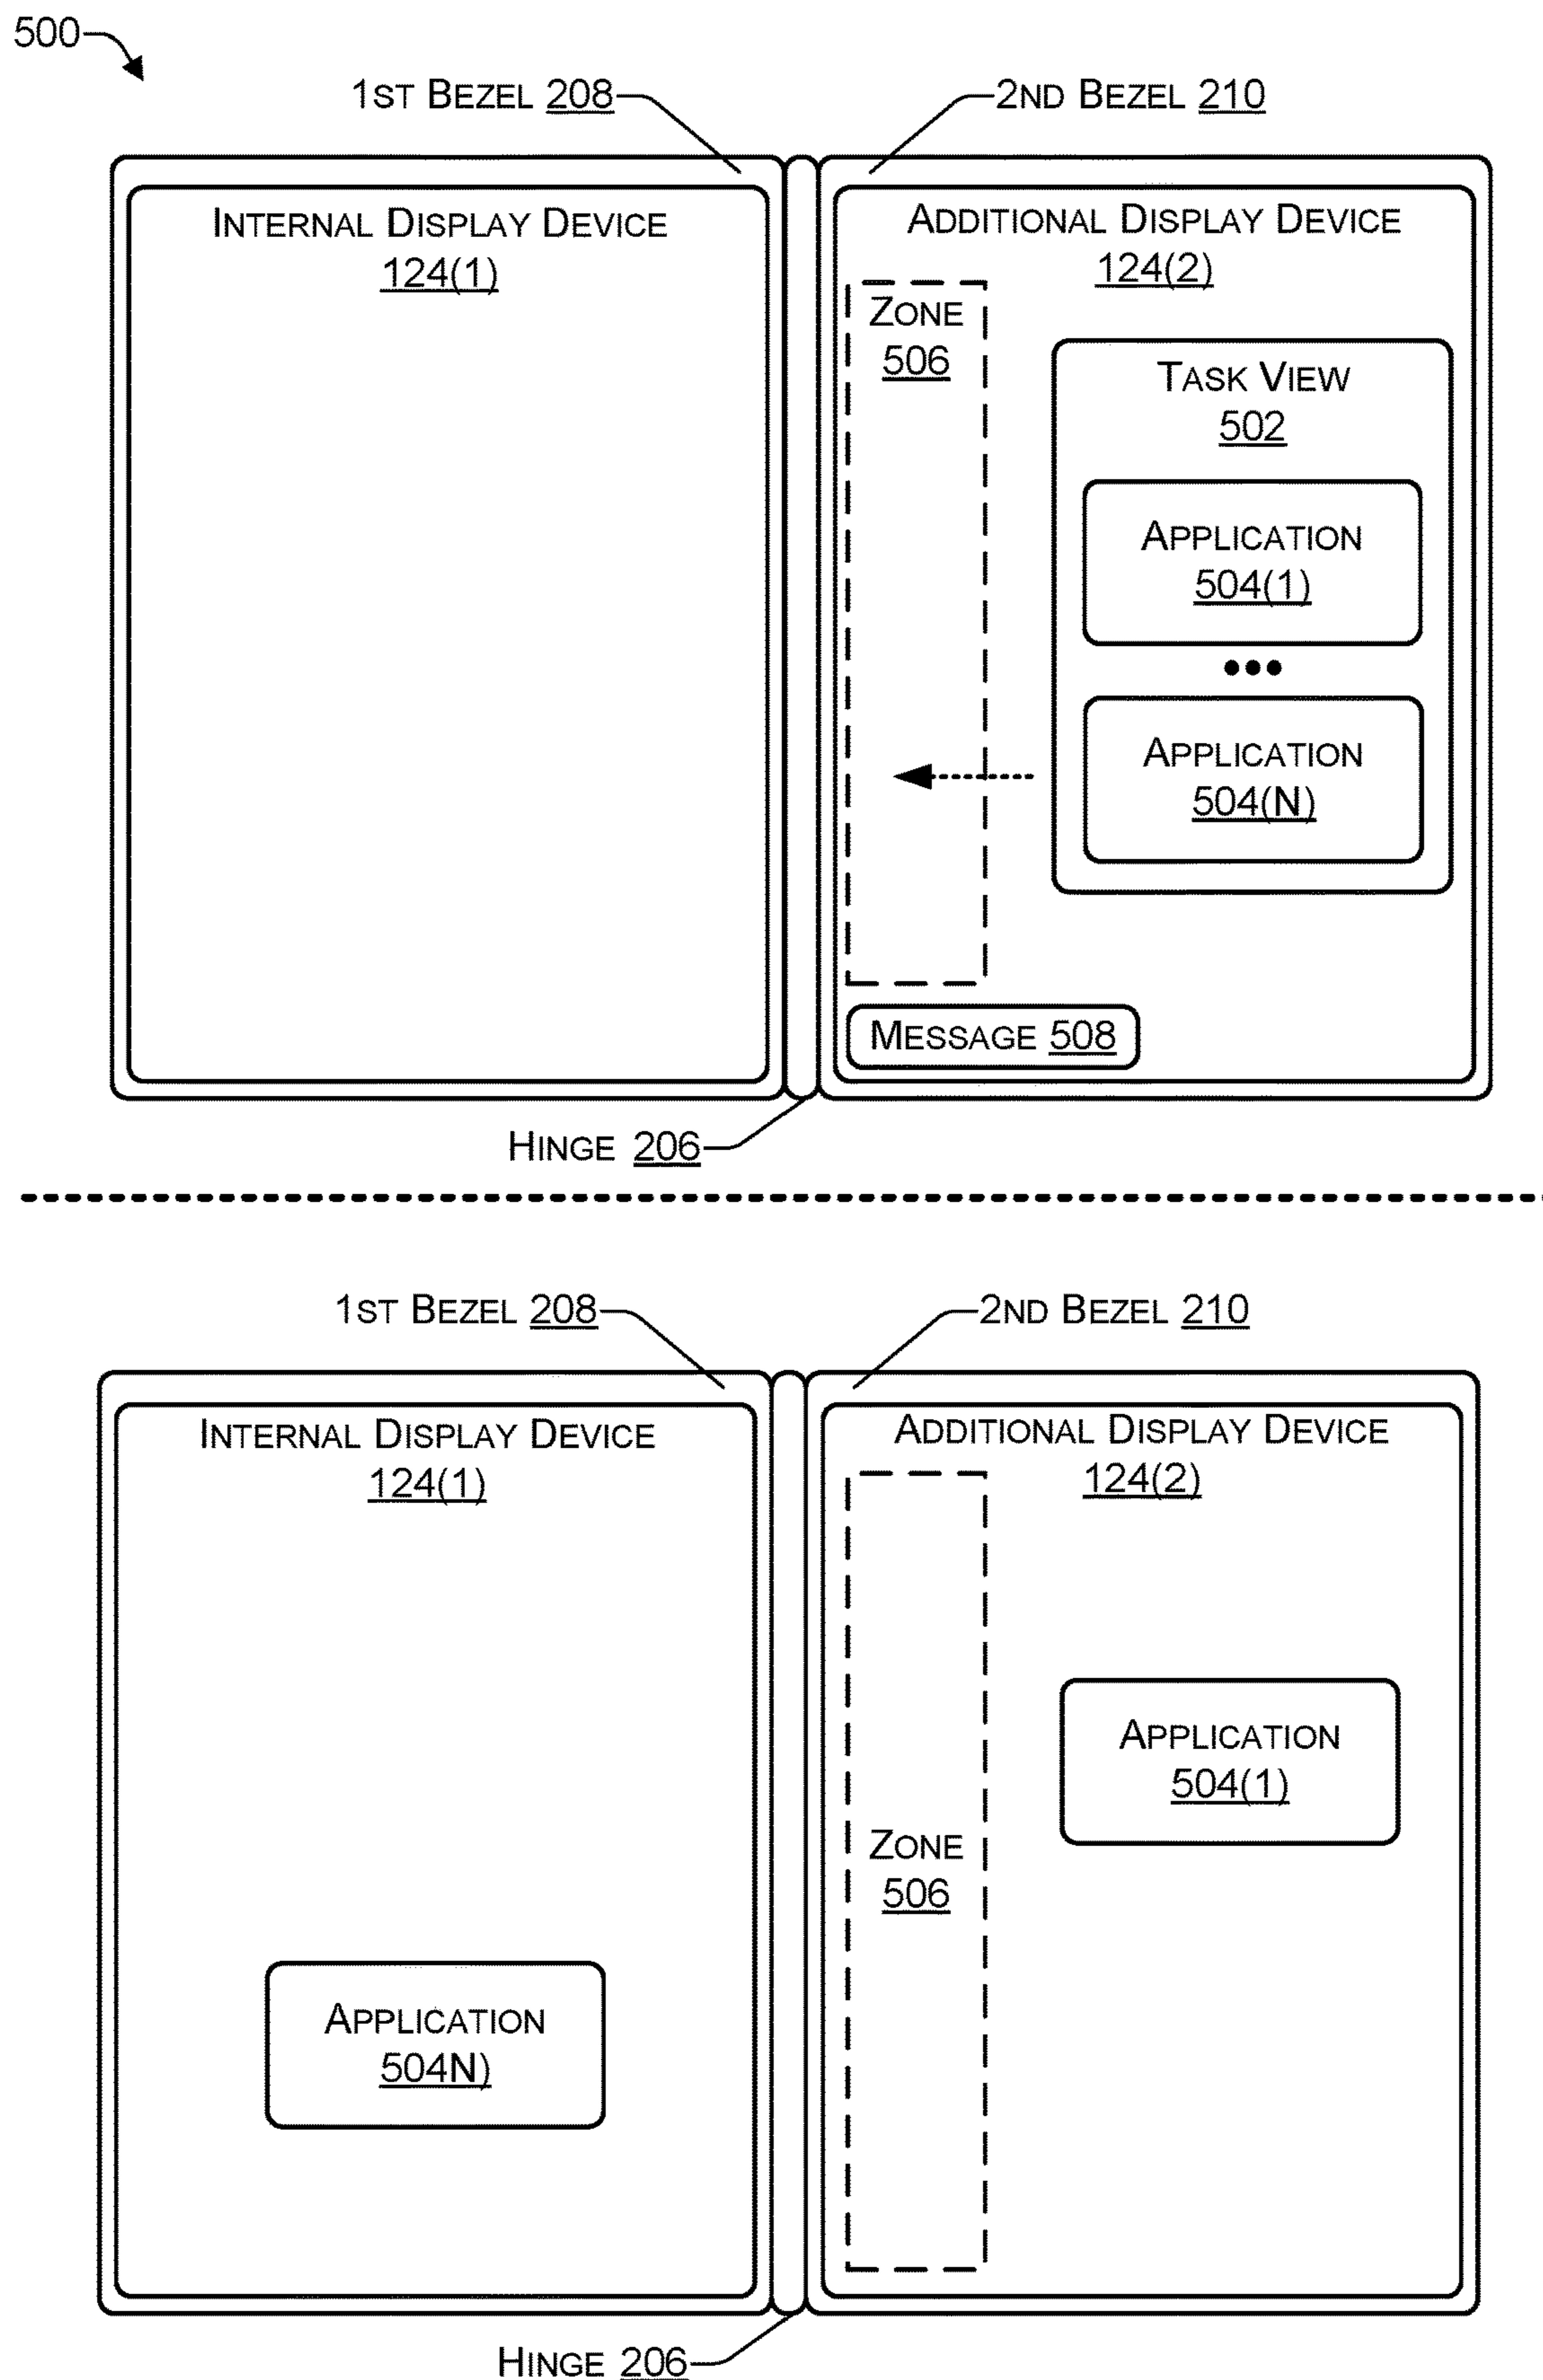 500
1ST BEZEL 208
2ND BEZEL 210
INTERNAL DISPLAY DEVICE
124(1)
ADDITIONAL DISPLAY DEVICE
124(2)
ZONE
506
TASK VIEW
502
APPLICATION
504(1)
•••
APPLICATION
504(N)
MESSAGE 508
HINGE 206
1ST BEZEL 208
2ND BEZEL 210
INTERNAL DISPLAY DEVICE
124(1)
ADDITIONAL DISPLAY DEVICE
124(2)
APPLICATION
504(1)
ZONE
506
APPLICATION
504N)
HINGE 206